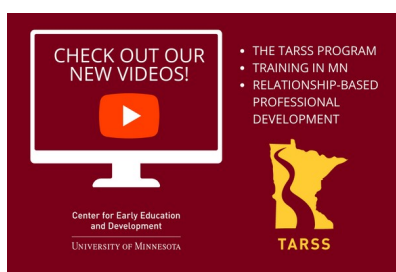 CHECK OUT OUR
NEW VIDEOS!
• THE TARSS PROGRAM
• TRAINING IN MN
• RELATIONSHIP-BASED
PROFESSIONAL
DEVELOPMENT
Center for Early Education
and Development
UNIVERSITY OF MINNESOTA
TARSS